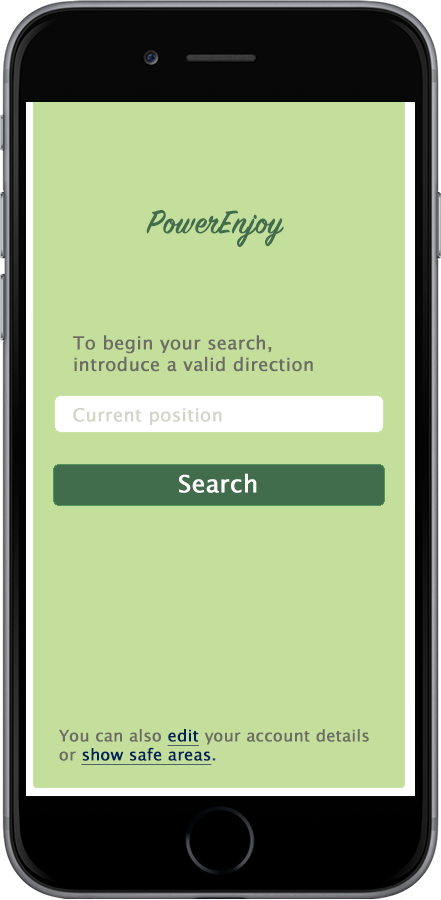 PowerEnjoy
To begin your search,
introduce a valid direction
Current position
Search
You can also edit your account details
or show safe areas.